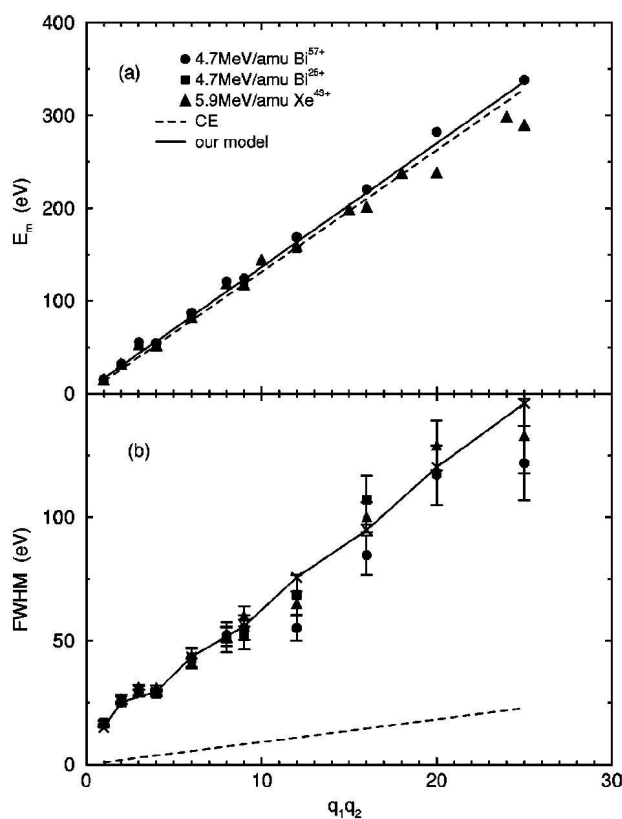 400
(a)
● 4.7MeV/amu Bi⁵⁷⁺
■ 4.7MeV/amu Bi²⁵⁺
▲ 5.9MeV/amu Xe⁴³⁺
CE
our model
300
200
100
0
Eₘ (eV)
(b)
100
50
0
FWHM (eV)
0 10 20 30
q₁q₂